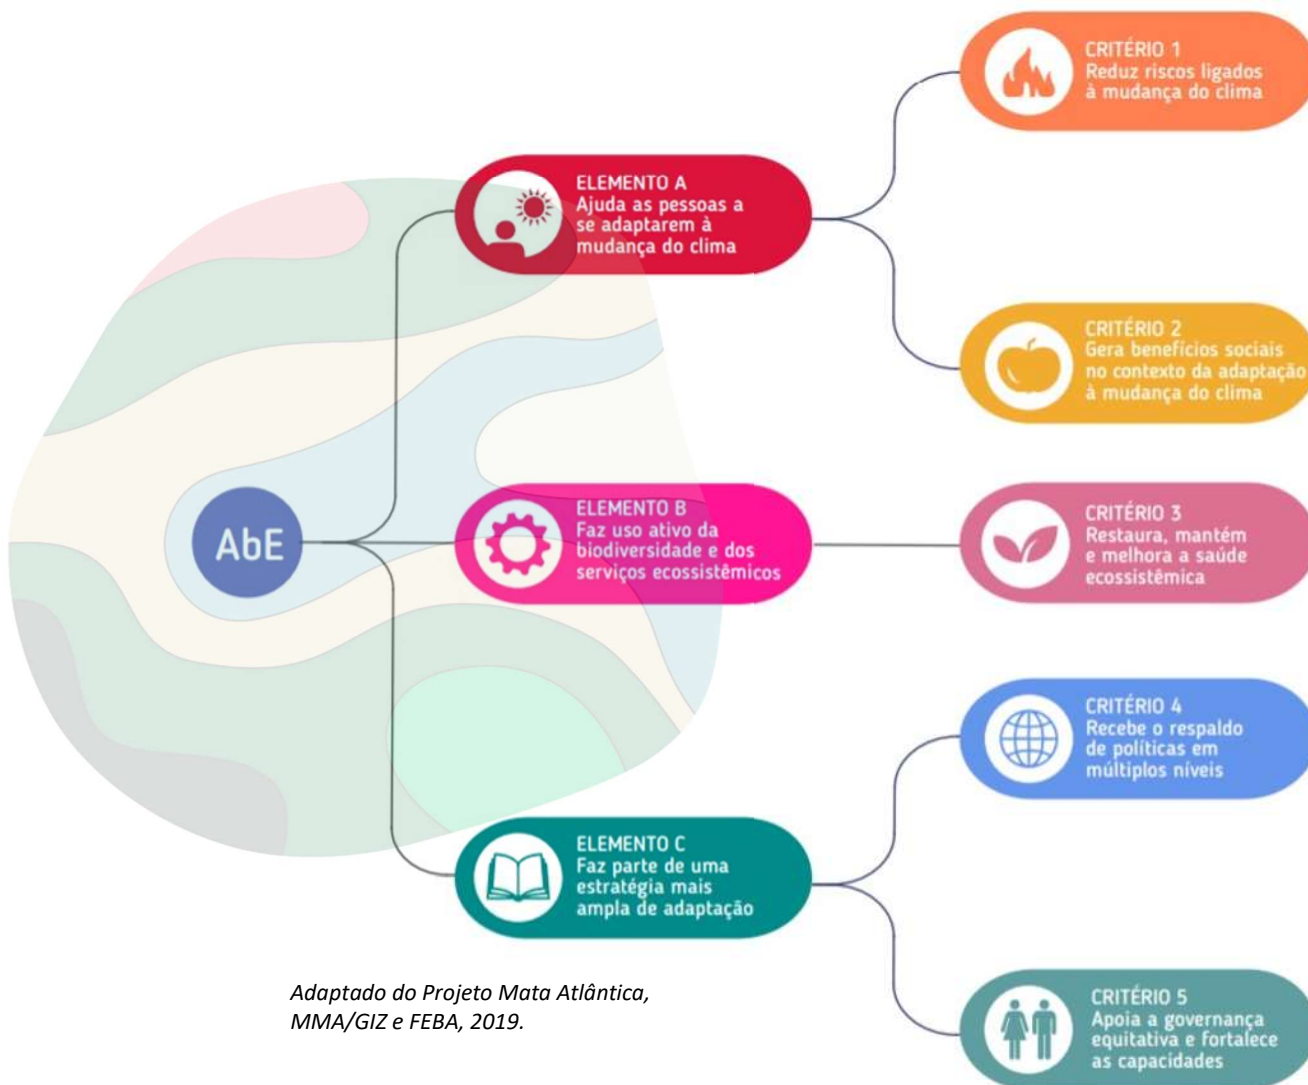 AbE
ELEMENTO A
Ajuda as pessoas a
se adaptarem à
mudança do clima
CRITÉRIO 1
Reduz riscos ligados
à mudança do clima
CRITÉRIO 2
Gera benefícios sociais
no contexto da adaptação
à mudança do clima
ELEMENTO B
Faz uso ativo da
biodiversidade e dos
serviços ecossistêmicos
CRITÉRIO 3
Restaura, mantém
e melhora a saúde
ecossistêmica
ELEMENTO C
Faz parte de uma
estratégia mais
ampla de adaptação
CRITÉRIO 4
Recebe o respaldo
de políticas em
múltiplos níveis
CRITÉRIO 5
Apoia a governança
equitativa e fortalece
as capacidades
Adaptado do Projeto Mata Atlântica,
MMA/GIZ e FEBA, 2019.